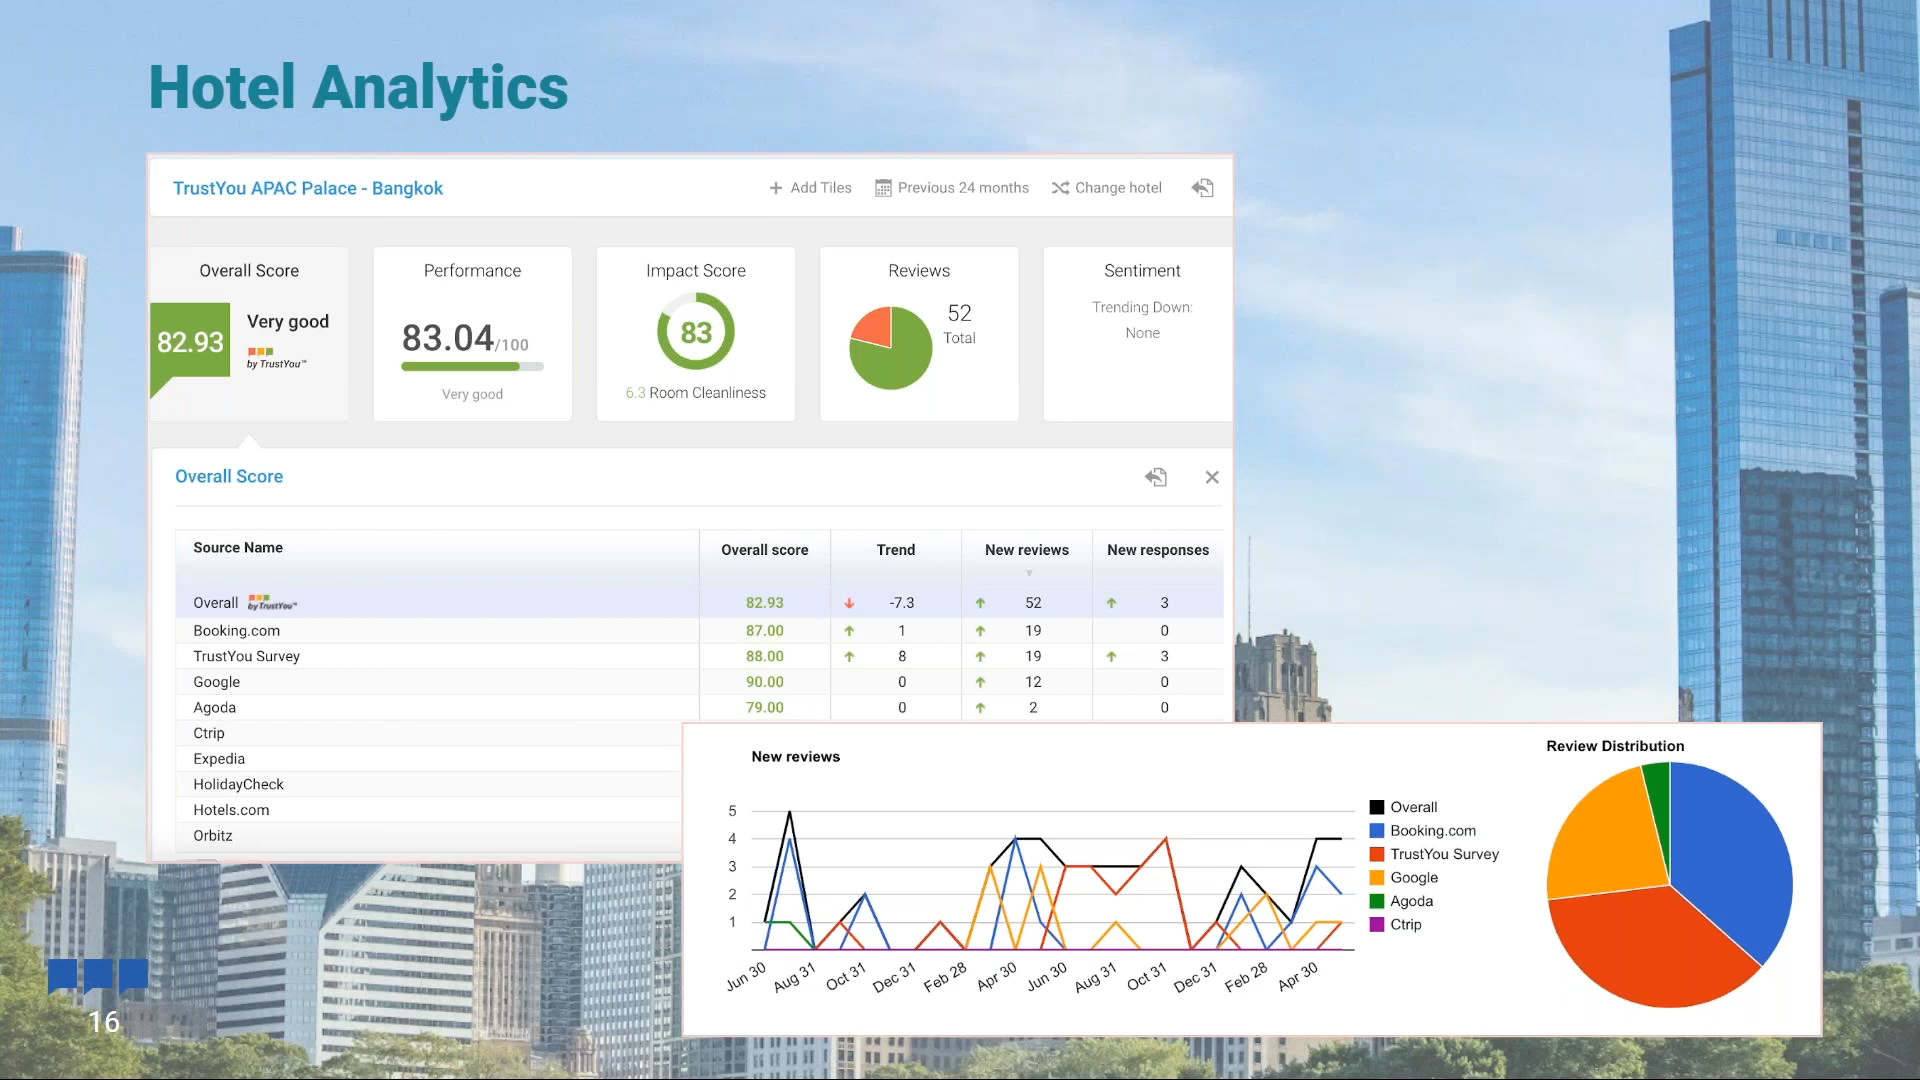 Hotel Analytics
TrustYou APAC Palace - Bangkok
Add Tiles
Previous 24 months
Change hotel
Overall Score
82.93
Very good
by TrustYou™
Performance
83.04/100
Very good
Impact Score
83
6.3 Room Cleanliness
Reviews
52
Total
Sentiment
Trending Down:
None
Overall Score
Source Name Overall score Trend New reviews New responses
Overall by TrustYou™ 82.93 -7.3 52 3
Booking.com 87.00 1 19 0
TrustYou Survey 88.00 8 19 3
Google 90.00 0 12 0
Agoda 79.00 0 2 0
Ctrip
Expedia
HolidayCheck
Hotels.com
Orbitz
New reviews
5
4
3
2
1
Jun 30 Aug 31 Oct 31 Dec 31 Feb 28 Apr 30 Jun 30 Aug 31 Oct 31 Dec 31 Feb 28 Apr 30
Overall
Booking.com
TrustYou Survey
Google
Agoda
Ctrip
Review Distribution
16